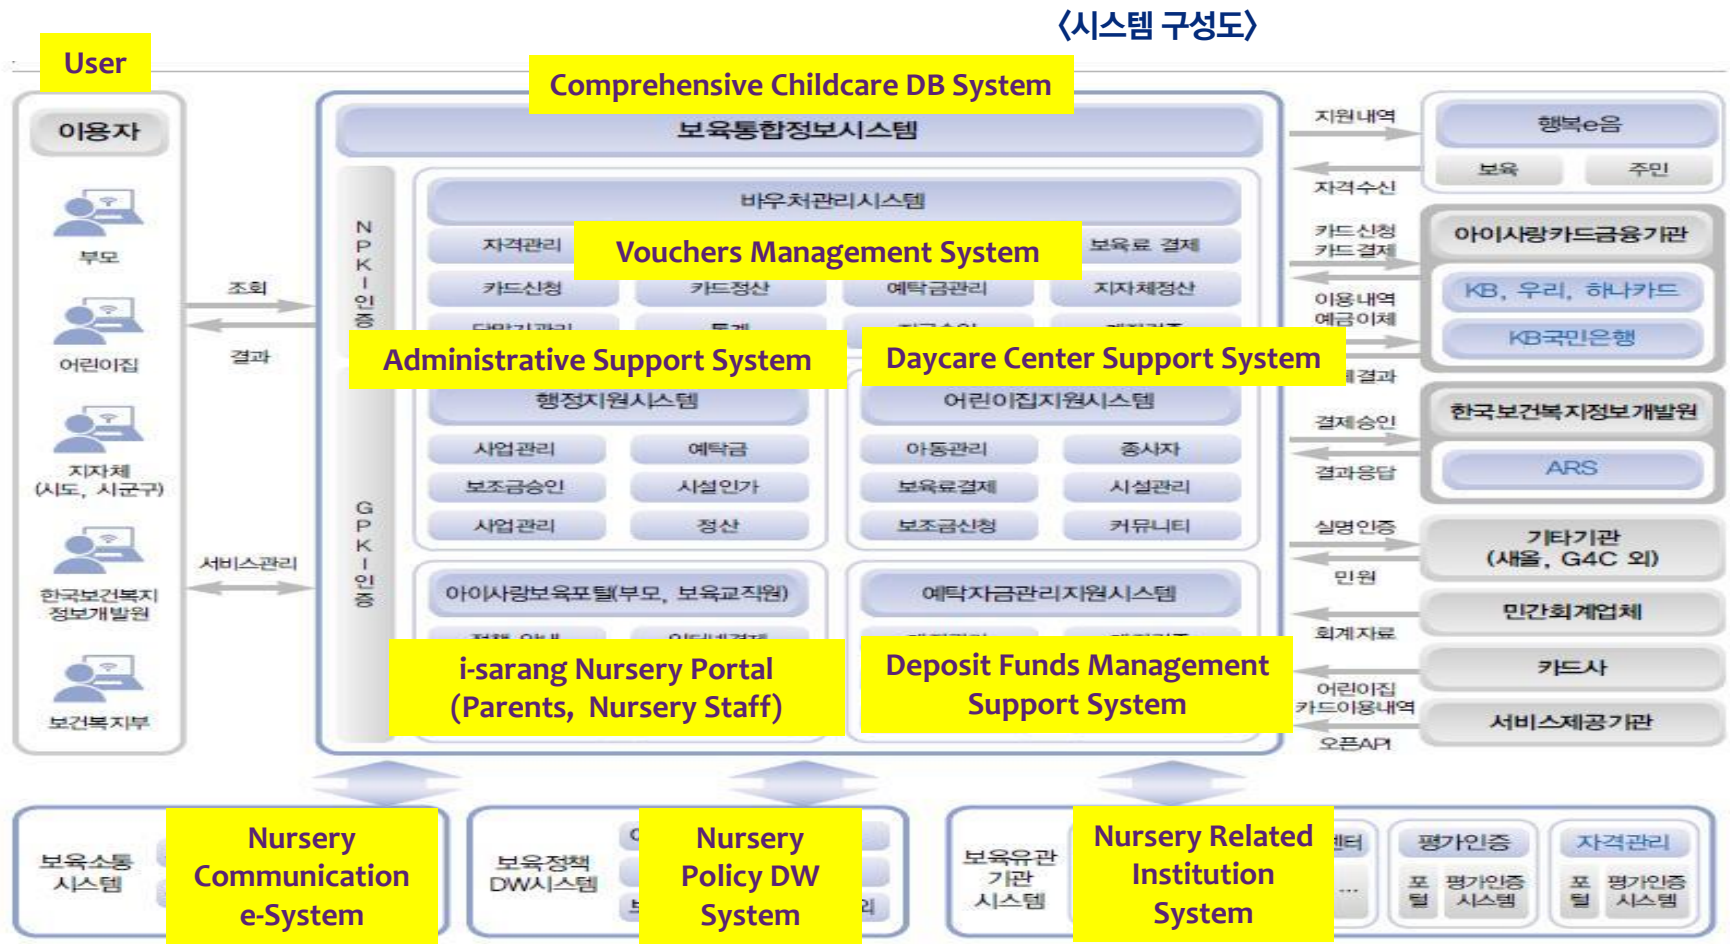 〈시스템 구성도〉
User
Comprehensive Childcare DB System
이용자
부모
어린이집
지자체
(시도, 시군구)
한국보건복지
정보개발원
보건복지부
조회
결과
서비스관리
보육통합정보시스템
NPKI인증
GPKI인증
바우처관리시스템
자격관리
Vouchers Management System
보육료 결제
카드신청
카드정산
예탁금관리
지자체정산
Administrative Support System
Daycare Center Support System
행정지원시스템
사업관리
예탁금
보조금승인
시설인가
사업관리
정산
어린이집지원시스템
아동관리
종사자
보육료결제
시설관리
보조금신청
커뮤니티
아이사랑보육포털(부모, 보육교직원)
i-sarang Nursery Portal
(Parents, Nursery Staff)
예탁자금관리지원시스템
Deposit Funds Management
Support System
지원내역
자격수신
카드신청
카드결제
이용내역
예금이체
결과
결제승인
결과응답
실명인증
민원
회계자료
어린이집
카드이용내역
오픈API
행복e음
보육
주민
아이사랑카드금융기관
KB, 우리, 하나카드
KB국민은행
한국보건복지정보개발원
ARS
기타기관
(새올, G4C 외)
민간회계업체
카드사
서비스제공기관
보육소통
시스템
Nursery
Communication
e-System
보육정책
DW시스템
Nursery
Policy DW
System
외
보육유관
기관
시스템
Nursery Related
Institution
System
센터
...
평가인증
포털
평가인증
시스템
자격관리
포털
평가인증
시스템